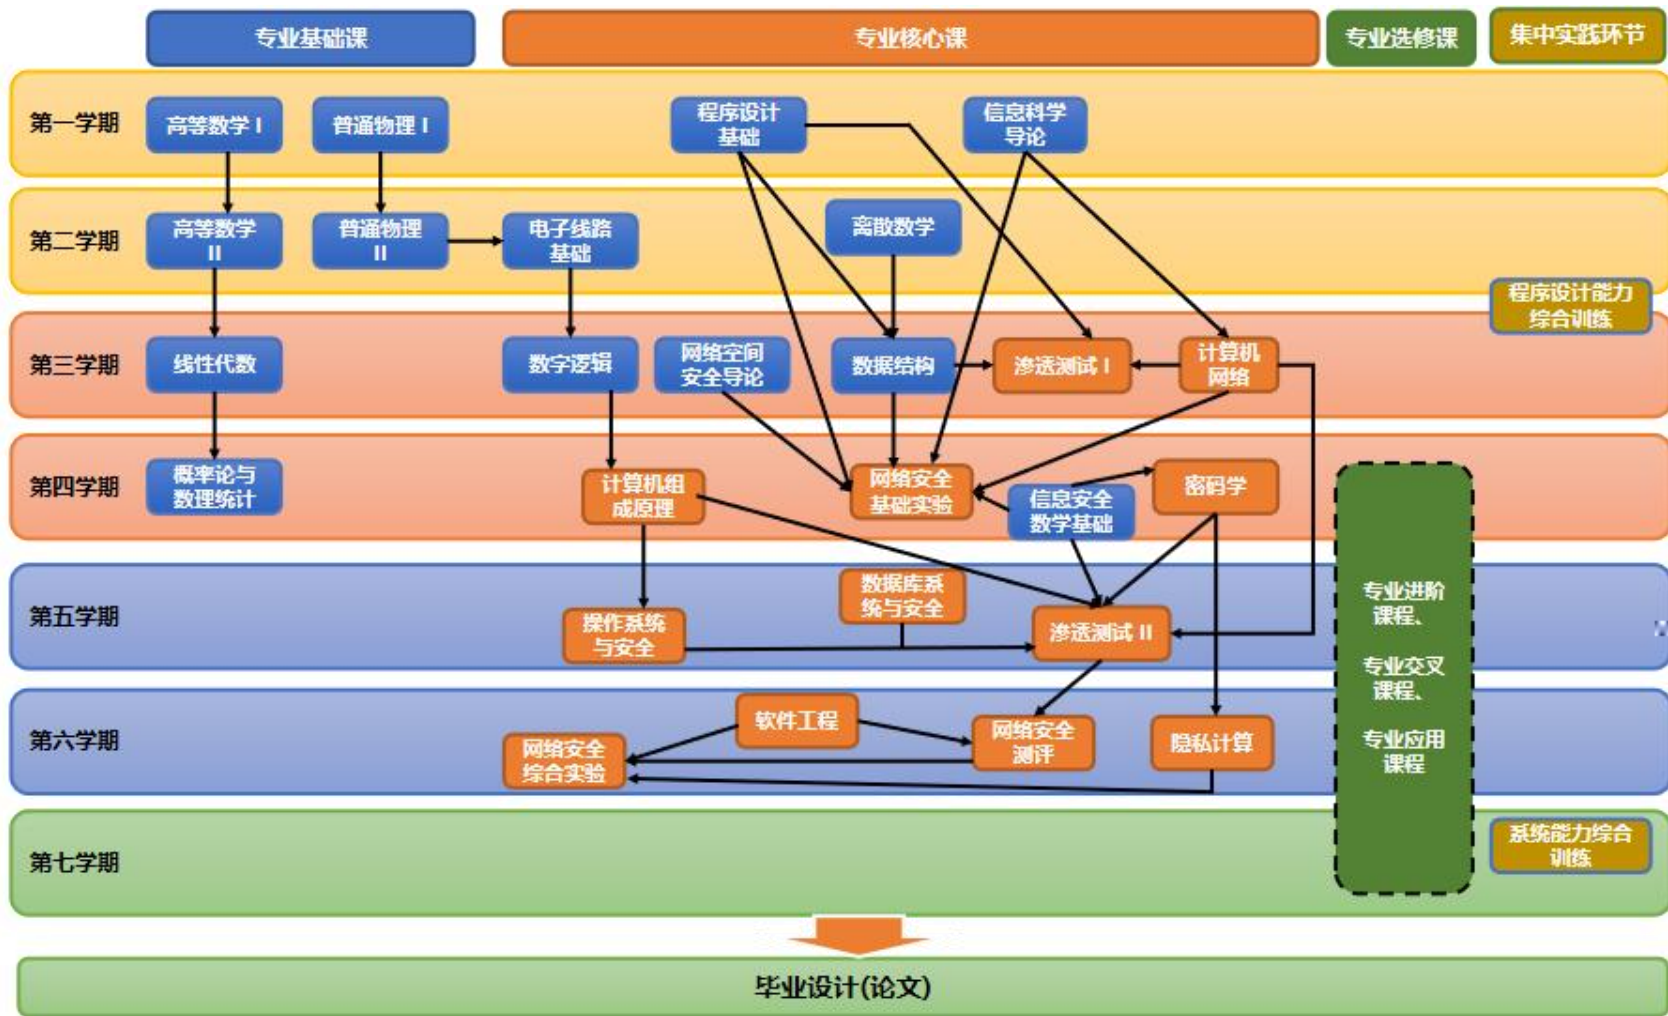 专业基础课
专业核心课
专业选修课
集中实践环节
第一学期
高等数学 I
普通物理 I
程序设计
基础
信息科学
导论
第二学期
高等数学
II
普通物理
II
电子线路
基础
离散数学
程序设计能力
综合训练
第三学期
线性代数
数字逻辑
网络空间
安全导论
数据结构
渗透测试 I
计算机
网络
第四学期
概率论与
数理统计
计算机组
成原理
网络安全
基础实验
信息安全
数学基础
密码学
第五学期
操作系统
与安全
数据库系
统与安全
渗透测试 II
专业进阶
课程、
专业交叉
课程、
专业应用
课程
第六学期
网络安全
综合实验
软件工程
网络安全
测评
隐私计算
第七学期
系统能力综合
训练
毕业设计(论文)